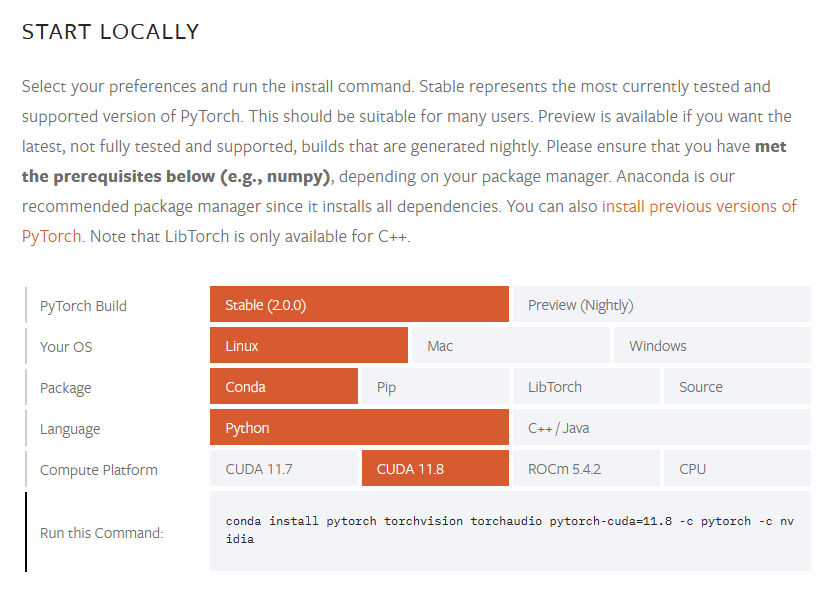 START LOCALLY
Select your preferences and run the install command. Stable represents the most currently tested and
supported version of PyTorch. This should be suitable for many users. Preview is available if you want the
latest, not fully tested and supported, builds that are generated nightly. Please ensure that you have met
the prerequisites below (e.g., numpy), depending on your package manager. Anaconda is our
recommended package manager since it installs all dependencies. You can also install previous versions of
PyTorch. Note that LibTorch is only available for C++.
PyTorch Build Stable (2.0.0) Preview (Nightly)
Your OS Linux Mac Windows
Package Conda Pip LibTorch Source
Language Python C++ / Java
Compute Platform CUDA 11.7 CUDA 11.8 ROCm 5.4.2 CPU
Run this Command: conda install pytorch torchvision torchaudio pytorch-cuda=11.8 -c pytorch -c nv
idia